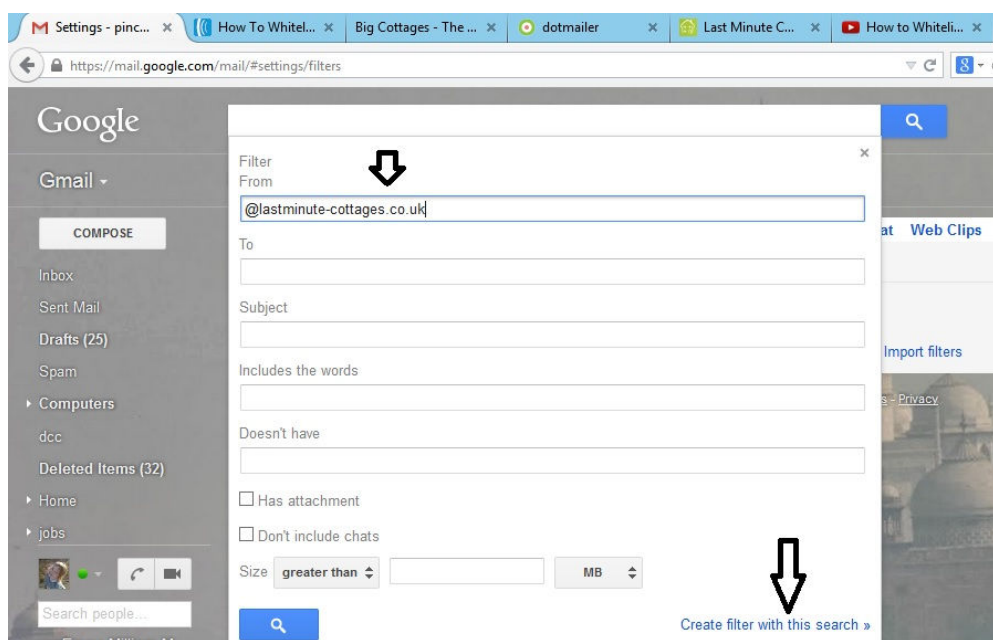 Settings - pinc...
How To Whitel...
Big Cottages - The ...
dotmailer
Last Minute C...
How to Whiteli...
https://mail.google.com/mail/#settings/filters
Google
Gmail
COMPOSE
Inbox
Sent Mail
Drafts (25)
Spam
Computers
dcc
Deleted Items (32)
Home
jobs
Search people...
Filter
From
@lastminute-cottages.co.uk
To
Subject
Includes the words
Doesn't have
Has attachment
Don't include chats
Size greater than MB
Create filter with this search »
at Web Clips
Import filters
s - Privacy